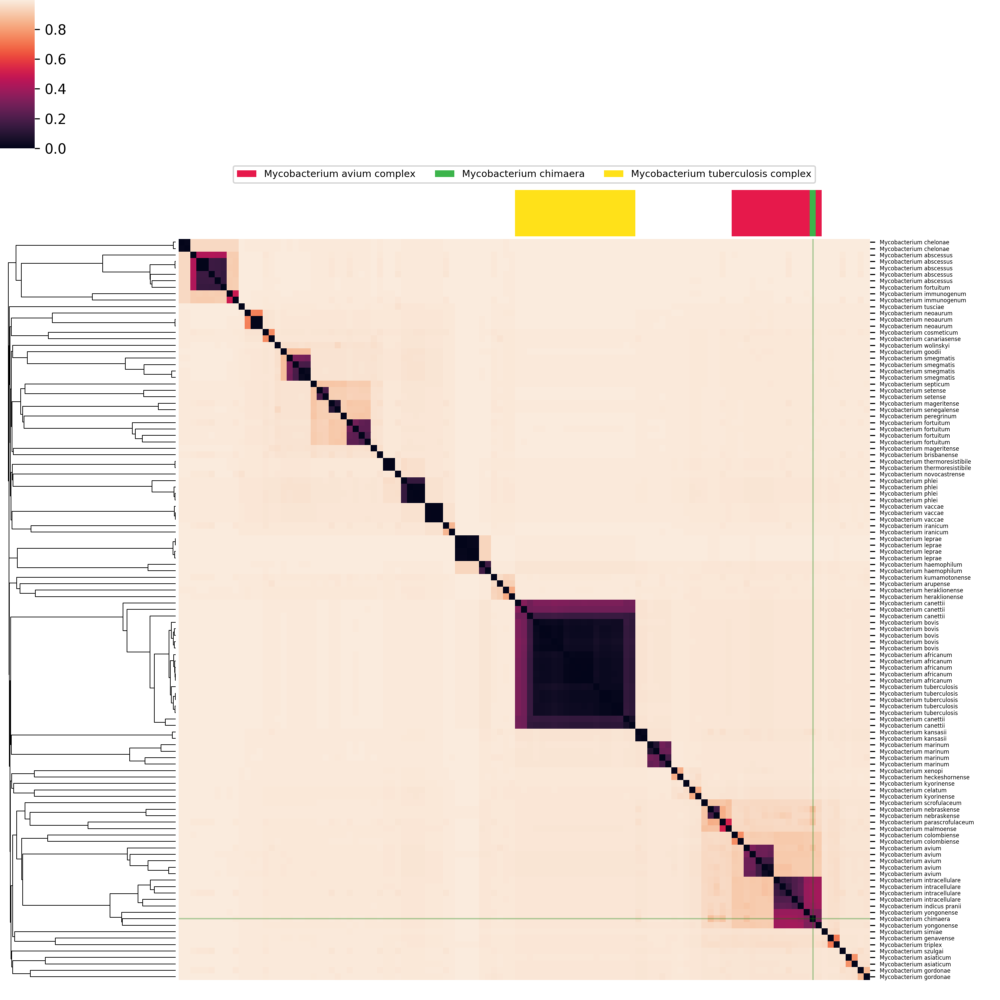 0.8
0.6
0.4
0.2
0.0
Mycobacterium avium complex Mycobacterium chimaera Mycobacterium tuberculosis complex
Mycobacterium chelonae
Mycobacterium chelonae
Mycobacterium abscessus
Mycobacterium abscessus
Mycobacterium abscessus
Mycobacterium abscessus
Mycobacterium abscessus
Mycobacterium fortuitum
Mycobacterium immunogenum
Mycobacterium immunogenum
Mycobacterium tusciae
Mycobacterium neoaurum
Mycobacterium neoaurum
Mycobacterium neoaurum
Mycobacterium cosmeticum
Mycobacterium canariasense
Mycobacterium wolinskyi
Mycobacterium goodii
Mycobacterium smegmatis
Mycobacterium smegmatis
Mycobacterium smegmatis
Mycobacterium smegmatis
Mycobacterium septicum
Mycobacterium setense
Mycobacterium setense
Mycobacterium mageritense
Mycobacterium senegalense
Mycobacterium peregrinum
Mycobacterium fortuitum
Mycobacterium fortuitum
Mycobacterium fortuitum
Mycobacterium fortuitum
Mycobacterium mageritense
Mycobacterium brisbanense
Mycobacterium thermoresistibile
Mycobacterium thermoresistibile
Mycobacterium novocastrense
Mycobacterium phlei
Mycobacterium phlei
Mycobacterium phlei
Mycobacterium phlei
Mycobacterium vaccae
Mycobacterium vaccae
Mycobacterium vaccae
Mycobacterium iranicum
Mycobacterium iranicum
Mycobacterium leprae
Mycobacterium leprae
Mycobacterium leprae
Mycobacterium leprae
Mycobacterium haemophilum
Mycobacterium haemophilum
Mycobacterium kumamotonense
Mycobacterium arupense
Mycobacterium heraklionense
Mycobacterium heraklionense
Mycobacterium canettii
Mycobacterium canettii
Mycobacterium canettii
Mycobacterium bovis
Mycobacterium bovis
Mycobacterium bovis
Mycobacterium bovis
Mycobacterium bovis
Mycobacterium africanum
Mycobacterium africanum
Mycobacterium africanum
Mycobacterium africanum
Mycobacterium africanum
Mycobacterium tuberculosis
Mycobacterium tuberculosis
Mycobacterium tuberculosis
Mycobacterium tuberculosis
Mycobacterium tuberculosis
Mycobacterium canettii
Mycobacterium canettii
Mycobacterium kansasii
Mycobacterium kansasii
Mycobacterium marinum
Mycobacterium marinum
Mycobacterium marinum
Mycobacterium marinum
Mycobacterium xenopi
Mycobacterium heckeshornense
Mycobacterium kyorinense
Mycobacterium celatum
Mycobacterium kyorinense
Mycobacterium scrofulaceum
Mycobacterium nebraskense
Mycobacterium nebraskense
Mycobacterium parascrofulaceum
Mycobacterium malmoense
Mycobacterium colombiense
Mycobacterium colombiense
Mycobacterium avium
Mycobacterium avium
Mycobacterium avium
Mycobacterium avium
Mycobacterium avium
Mycobacterium intracellulare
Mycobacterium intracellulare
Mycobacterium intracellulare
Mycobacterium intracellulare
Mycobacterium indicus pranii
Mycobacterium yongonense
Mycobacterium chimaera
Mycobacterium yongonense
Mycobacterium simiae
Mycobacterium genavense
Mycobacterium triplex
Mycobacterium szulgai
Mycobacterium asiaticum
Mycobacterium asiaticum
Mycobacterium gordonae
Mycobacterium gordonae